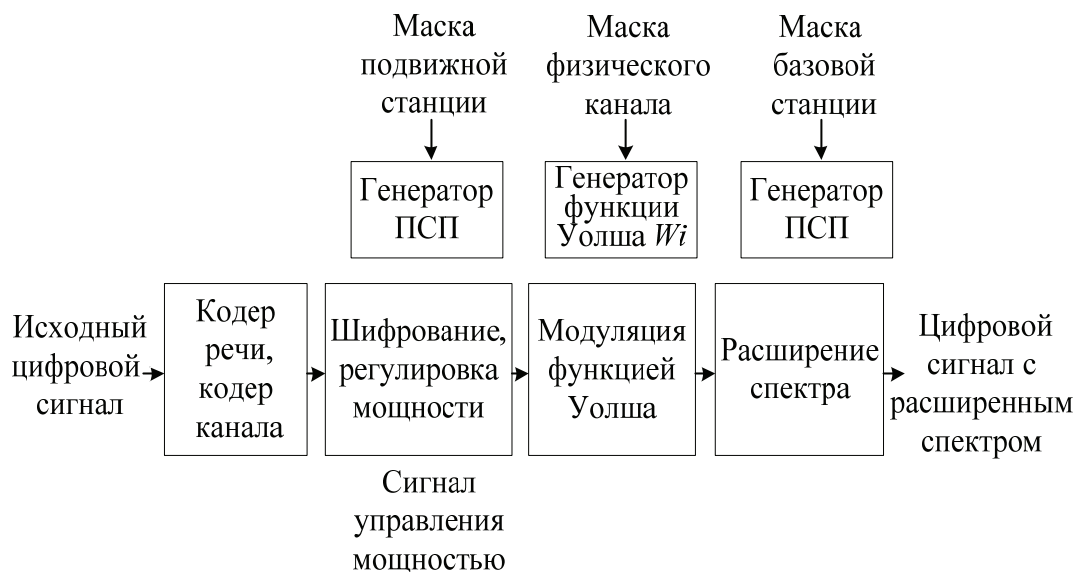 Маска
подвижной
станции
Маска
физического
канала
Маска
базовой
станции
Генератор
ПСП
Генератор
функции
Уолша Wi
Генератор
ПСП
Исходный
цифровой
сигнал
Кодер
речи,
кодер
канала
Шифрование,
регулировка
мощности
Модуляция
функцией
Уолша
Расширение
спектра
Цифровой
сигнал с
расширенным
спектром
Сигнал
управления
мощностью